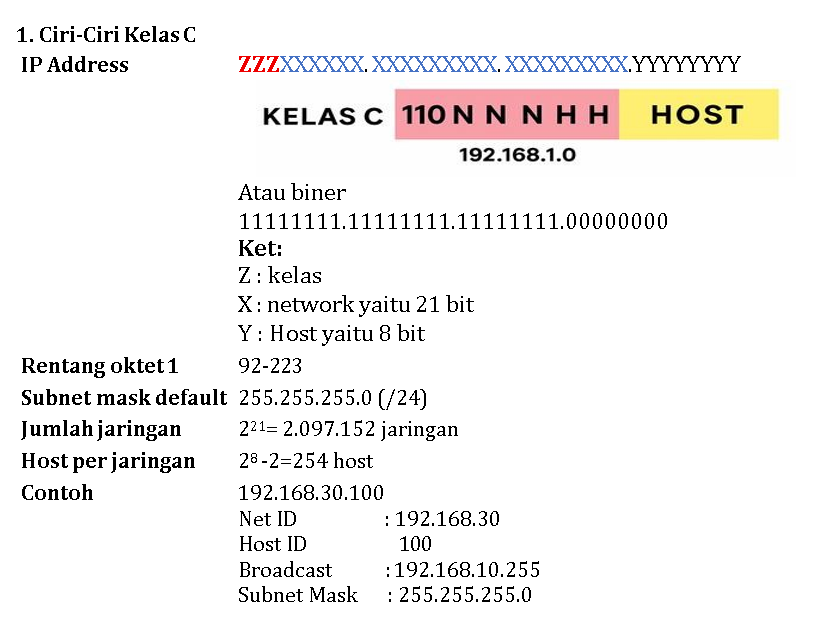 1. Ciri-Ciri Kelas C
IP Address ZZZXXXXXX. XXXXXXXXX. XXXXXXXXX.YYYYYYYY
KELAS C 110 N N N H H HOST
192.168.1.0
Atau biner
11111111.11111111.11111111.00000000
Ket:
Z : kelas
X : network yaitu 21 bit
Y : Host yaitu 8 bit
Rentang oktet 1 92-223
Subnet mask default 255.255.255.0 (/24)
Jumlah jaringan 2²¹= 2.097.152 jaringan
Host per jaringan 2⁸-2=254 host
Contoh 192.168.30.100
Net ID : 192.168.30
Host ID 100
Broadcast : 192.168.10.255
Subnet Mask : 255.255.255.0